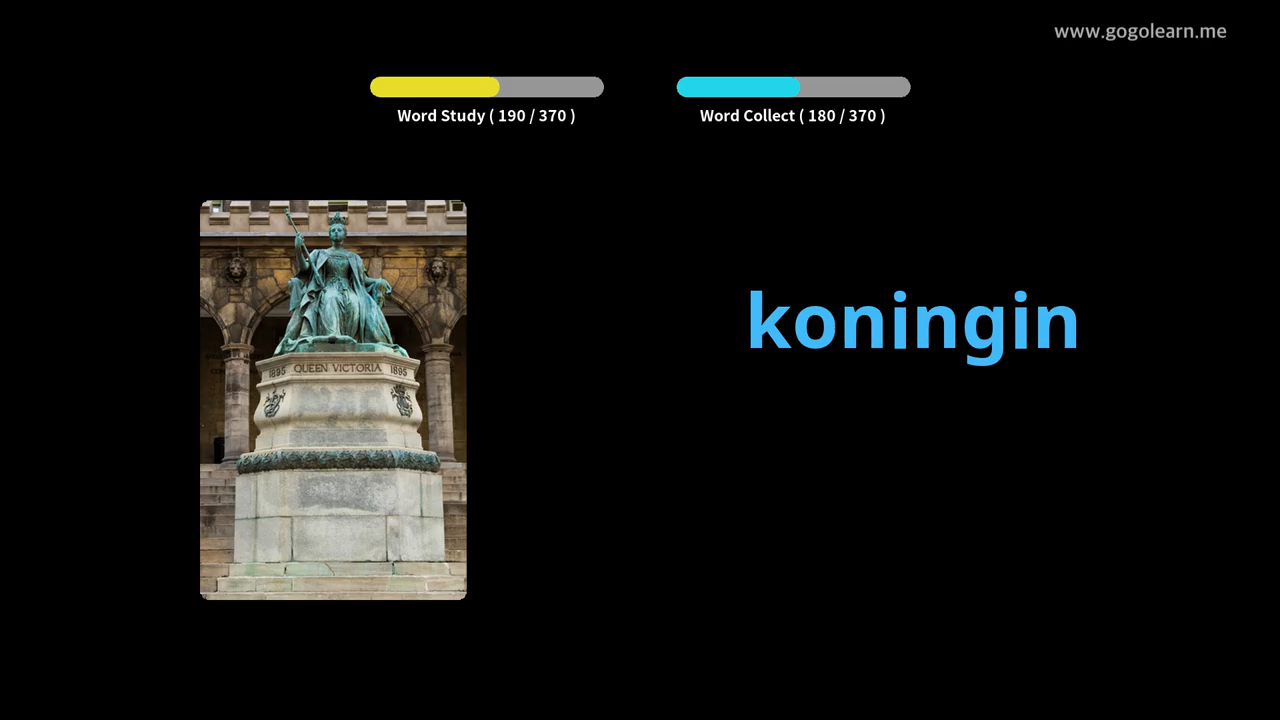 www.gogolearn.me
Word Study ( 190 / 370 )
Word Collect ( 180 / 370 )
1895 QUEEN VICTORIA 1895
koningin